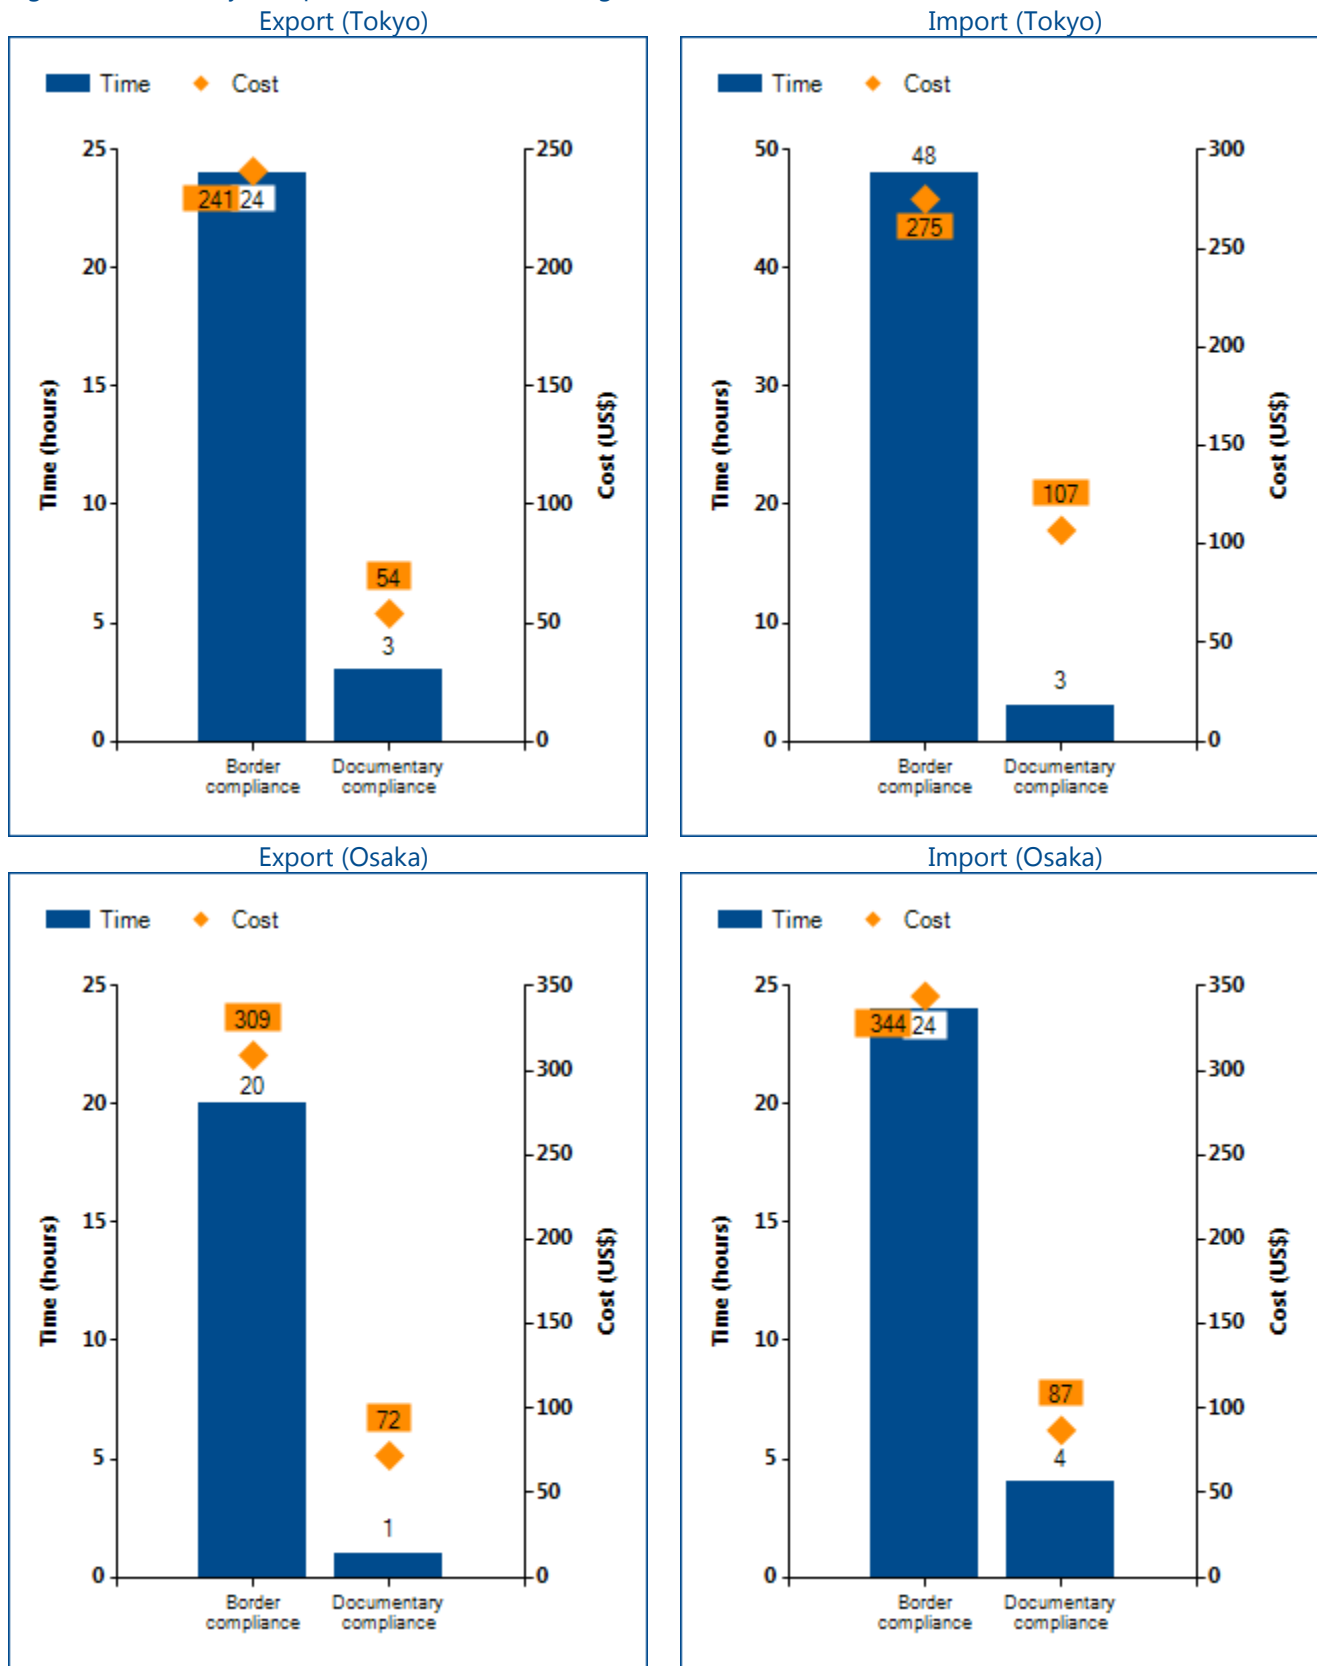 Export (Tokyo)
Time Cost
25
20
15
10
5
0
Time (hours)
250
200
150
100
50
0
Cost (US$)
241 24
54
3
Border compliance
Documentary compliance
Import (Tokyo)
Time Cost
50
40
30
20
10
0
Time (hours)
300
250
200
150
100
50
0
Cost (US$)
48
275
107
3
Border compliance
Documentary compliance
Export (Osaka)
Time Cost
25
20
15
10
5
0
Time (hours)
350
300
250
200
150
100
50
0
Cost (US$)
309
20
72
1
Border compliance
Documentary compliance
Import (Osaka)
Time Cost
25
20
15
10
5
0
Time (hours)
350
300
250
200
150
100
50
0
Cost (US$)
344 24
87
4
Border compliance
Documentary compliance